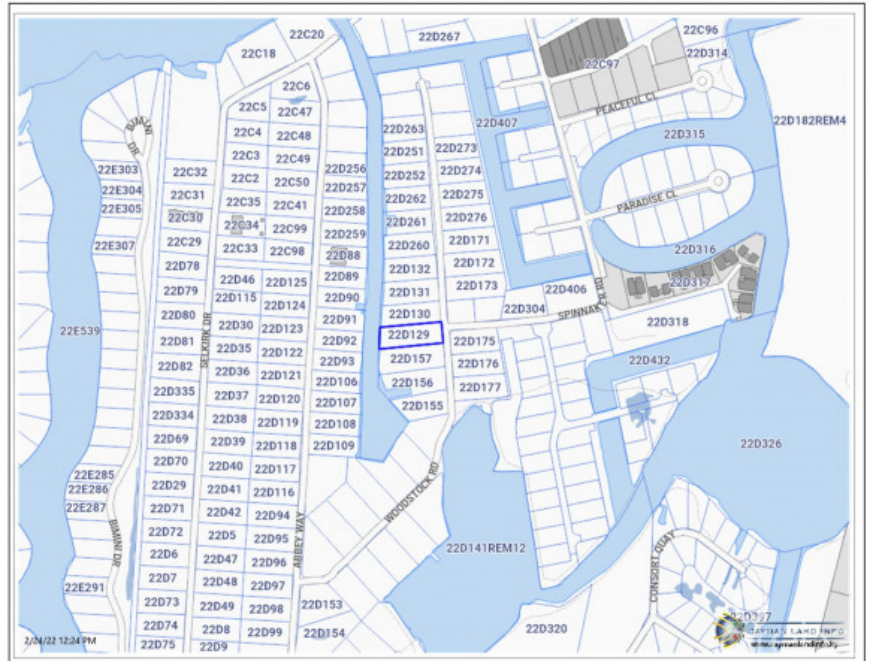 22C20
22D267
22C96
22C18
22D314
22C97
22C6
22C5
22C47
PEACEFUL CL
22D182REM4
BIMINI DR
22C4
22C48
22D263
22D407
22D315
22C3
22C49
22D251
22D273
22E303
22C32
22C2
22C50
22D256
22D252
22D274
22E304
22C31
22D257
22D262
22D275
PARADISE CL
22E305
22C30
22C35
22C41
22D258
22D261
22D276
22C34
22C99
22D259
22E307
22C29
22C33
22C98
22D88
22D260
22D171
22D316
22D78
22D46
22D125
22D89
22D132
22D172
22D317
22D79
22D115
22D124
22D90
22D131
22D173
22D406
22D304
22D80
22D30
22D123
22D91
22D130
SPINNAKER RD
22D318
22E539
22D81
SELKIRK DR
22D35
22D122
22D92
22D129
22D175
22D82
22D36
22D121
22D93
22D157
22D176
22D432
22D335
22D37
22D120
22D106
22D156
22D177
22D334
22D38
22D119
22D107
22D155
22D69
22D39
22D118
22D108
22D326
22D70
22D40
22D117
22D109
22E285
22D29
22D41
22D116
WOODSTOCK RD
22E286
22D71
22D42
22D94
22E287
22D72
22D5
22D95
ABBEY WAY
BIMINI DR
22D6
22D47
22D96
22D141REM12
CONSORT QUAY
22E291
22D7
22D48
22D97
22D73
22D49
22D98
22D153
22D397
22D74
22D8
22D99
22D154
22D320
CAYMAN LAND INFO
2/24/22 12:24 PM
22D75
22D9
www.caymanlandinfo.ky